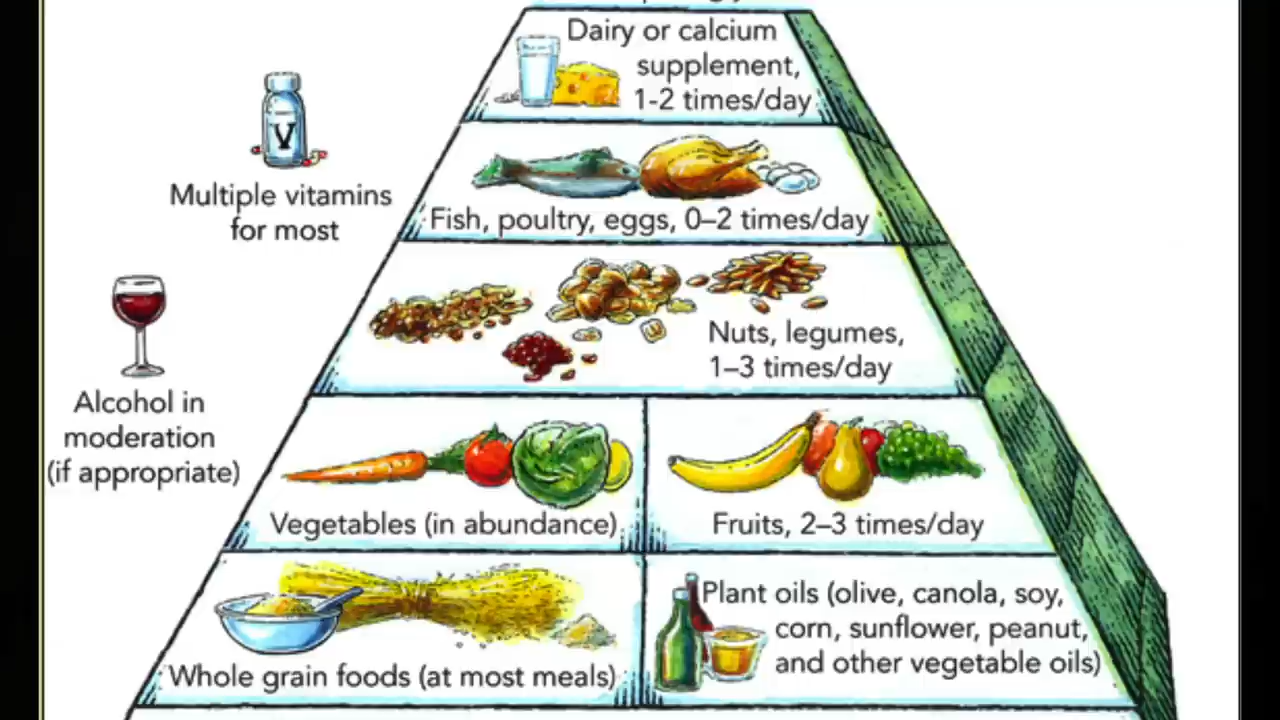 Dairy or calcium
supplement,
1-2 times/day
V
Multiple vitamins
for most
Fish, poultry, eggs, 0–2 times/day
Nuts, legumes,
1–3 times/day
Alcohol in
moderation
(if appropriate)
Vegetables (in abundance)
Fruits, 2–3 times/day
Whole grain foods (at most meals)
Plant oils (olive, canola, soy,
corn, sunflower, peanut,
and other vegetable oils)